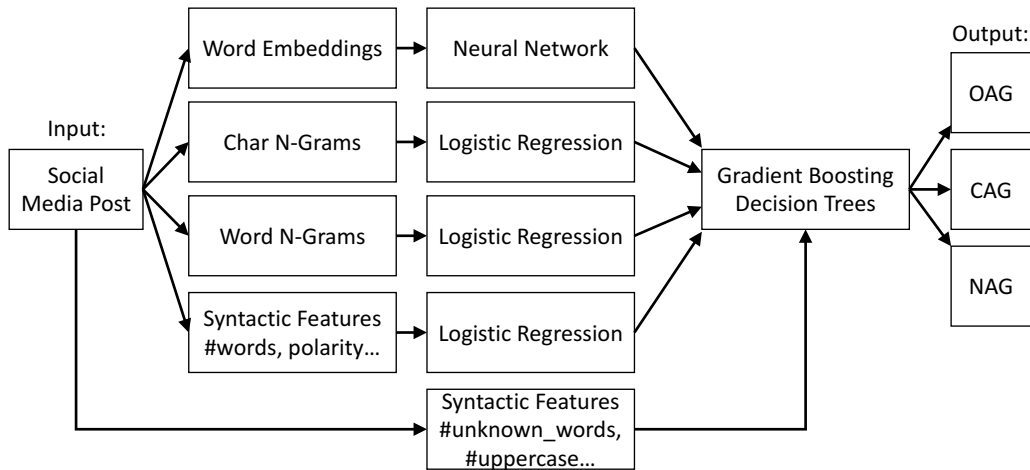 Input:
Social
Media Post
Word Embeddings
Neural Network
Char N-Grams
Logistic Regression
Word N-Grams
Logistic Regression
Syntactic Features
#words, polarity…
Logistic Regression
Syntactic Features
#unknown_words,
#uppercase…
Gradient Boosting
Decision Trees
Output:
OAG
CAG
NAG